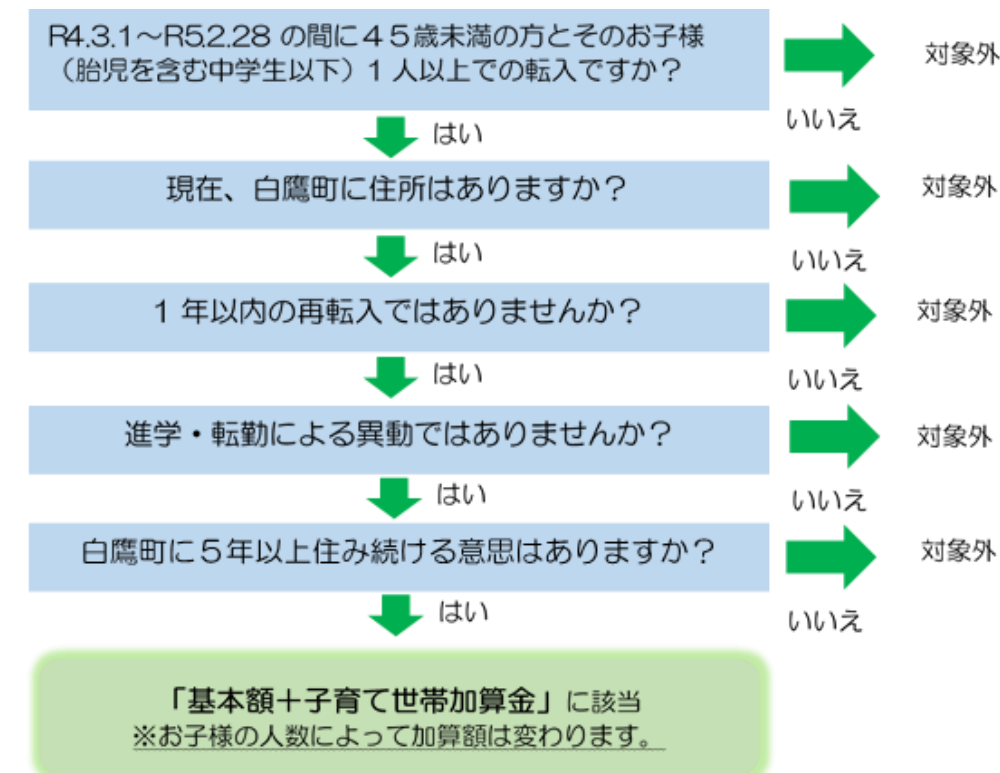 R4.3.1～R5.2.28 の間に４５歳未満の方とそのお子様
（胎児を含む中学生以下）1 人以上での転入ですか？
対象外
いいえ
はい
現在、白鷹町に住所はありますか？
対象外
いいえ
はい
1 年以内の再転入ではありませんか？
対象外
いいえ
はい
進学・転勤による異動ではありませんか？
対象外
いいえ
はい
白鷹町に５年以上住み続ける意思はありますか？
対象外
いいえ
はい
「基本額＋子育て世帯加算金」に該当
※お子様の人数によって加算額は変わります。